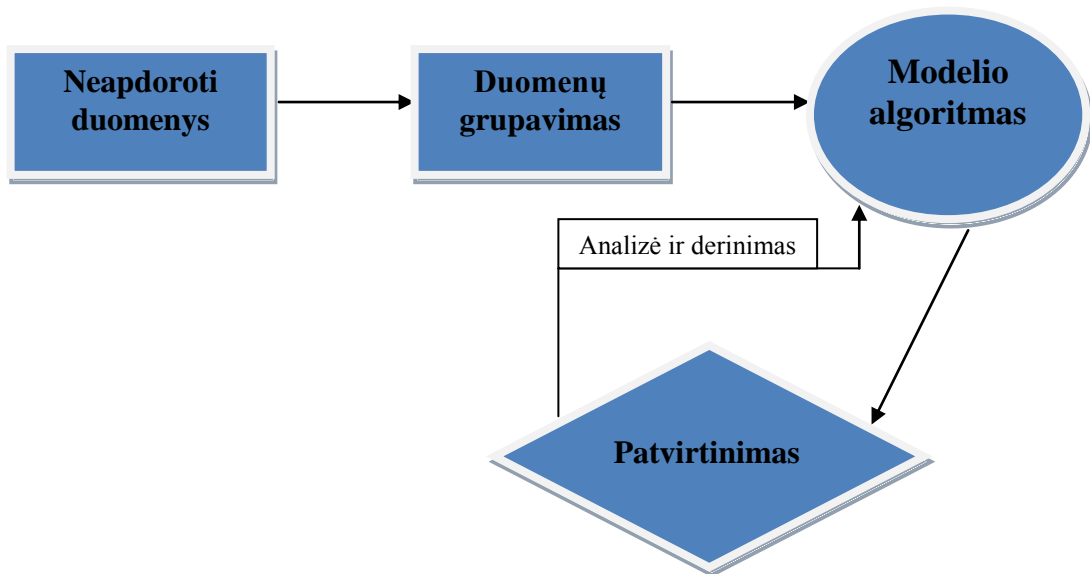 Neapdoroti
duomenys
Duomenų
grupavimas
Modelio
algoritmas
Analizė ir derinimas
Patvirtinimas